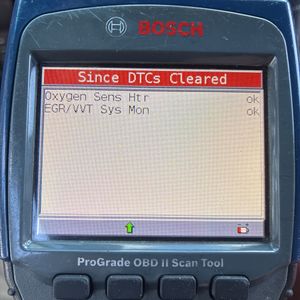 BOSCH
Since DTCs Cleared
Oxygen Sens Htr ok
EGR/VVT Sys Mon ok
ProGrade OBD II Scan Tool